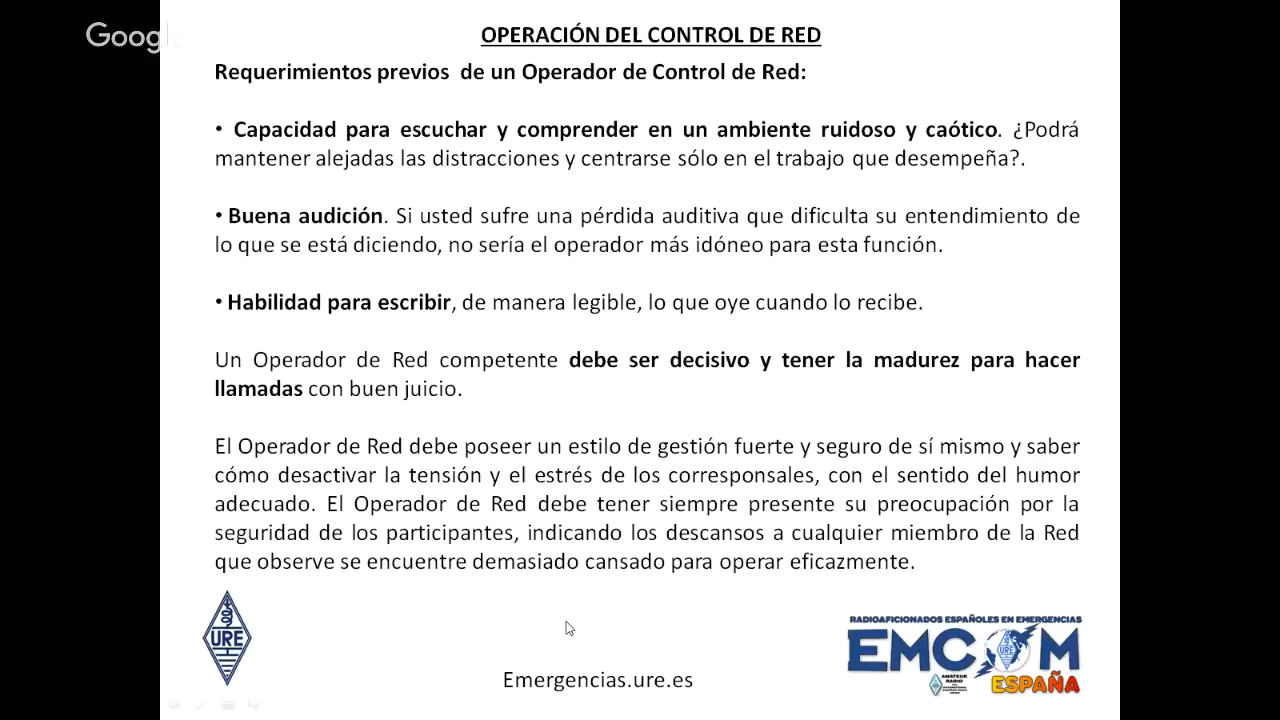 Google
OPERACIÓN DEL CONTROL DE RED
Requerimientos previos de un Operador de Control de Red:
• Capacidad para escuchar y comprender en un ambiente ruidoso y caótico. ¿Podrá
mantener alejadas las distracciones y centrarse sólo en el trabajo que desempeña?.
• Buena audición. Si usted sufre una pérdida auditiva que dificulta su entendimiento de
lo que se está diciendo, no sería el operador más idóneo para esta función.
• Habilidad para escribir, de manera legible, lo que oye cuando lo recibe.
Un Operador de Red competente debe ser decisivo y tener la madurez para hacer
llamadas con buen juicio.
El Operador de Red debe poseer un estilo de gestión fuerte y seguro de sí mismo y saber
cómo desactivar la tensión y el estrés de los corresponsales, con el sentido del humor
adecuado. El Operador de Red debe tener siempre presente su preocupación por la
seguridad de los participantes, indicando los descansos a cualquier miembro de la Red
que observe se encuentre demasiado cansado para operar eficazmente.
URE
RADIOAFICIONADOS ESPAÑOLES EN EMERGENCIAS
EMCOM
URE
AMATEUR
RADIO
ESPAÑA
Emergencias.ure.es